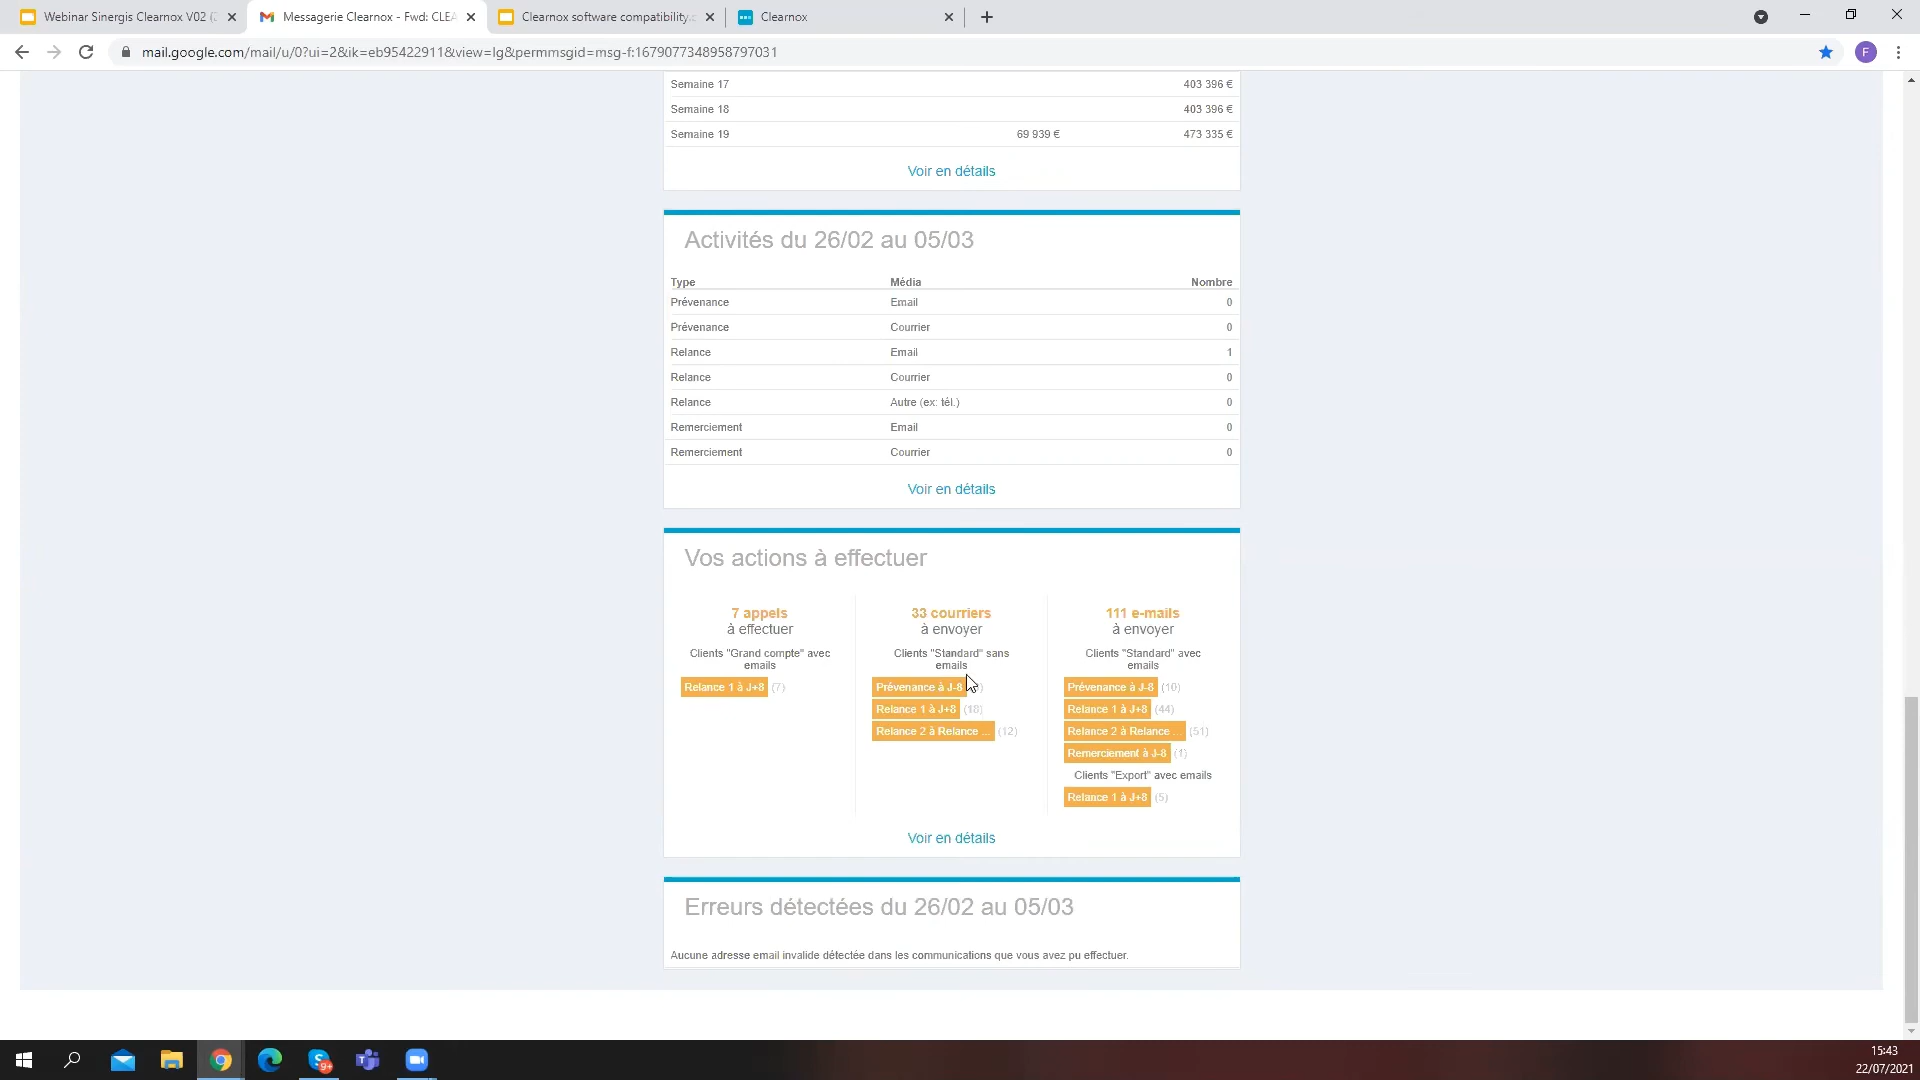 Webinar Sinergis Clearnox V02 (
Messagerie Clearnox - Fwd: CLEA
Clearnox software compatibility.
Clearnox
mail.google.com/mail/u/0?ui=2&ik=eb95422911&view=lg&permmsgid=msg-f:1679077348958797031
F
Semaine 17 403 396 €
Semaine 18 403 396 €
Semaine 19 69 939 € 473 335 €
Voir en détails
Activités du 26/02 au 05/03
Type Média Nombre
Prévenance Email 0
Prévenance Courrier 0
Relance Email 1
Relance Courrier 0
Relance Autre (ex: tél.) 0
Remerciement Email 0
Remerciement Courrier 0
Voir en détails
Vos actions à effectuer
7 appels
à effectuer
Clients "Grand compte" avec
emails
Relance 1 à J+8 (7)
33 courriers
à envoyer
Clients "Standard" sans
emails
Prévenance à J-8
Relance 1 à J+8 (18)
Relance 2 à Relance ... (12)
111 e-mails
à envoyer
Clients "Standard" avec
emails
Prévenance à J-8 (10)
Relance 1 à J+8 (44)
Relance 2 à Relance ... (51)
Remerciement à J-8 (1)
Clients "Export" avec emails
Relance 1 à J+8 (5)
Voir en détails
Erreurs détectées du 26/02 au 05/03
Aucune adresse email invalide détectée dans les communications que vous avez pu effectuer.
9+
15:43
22/07/2021